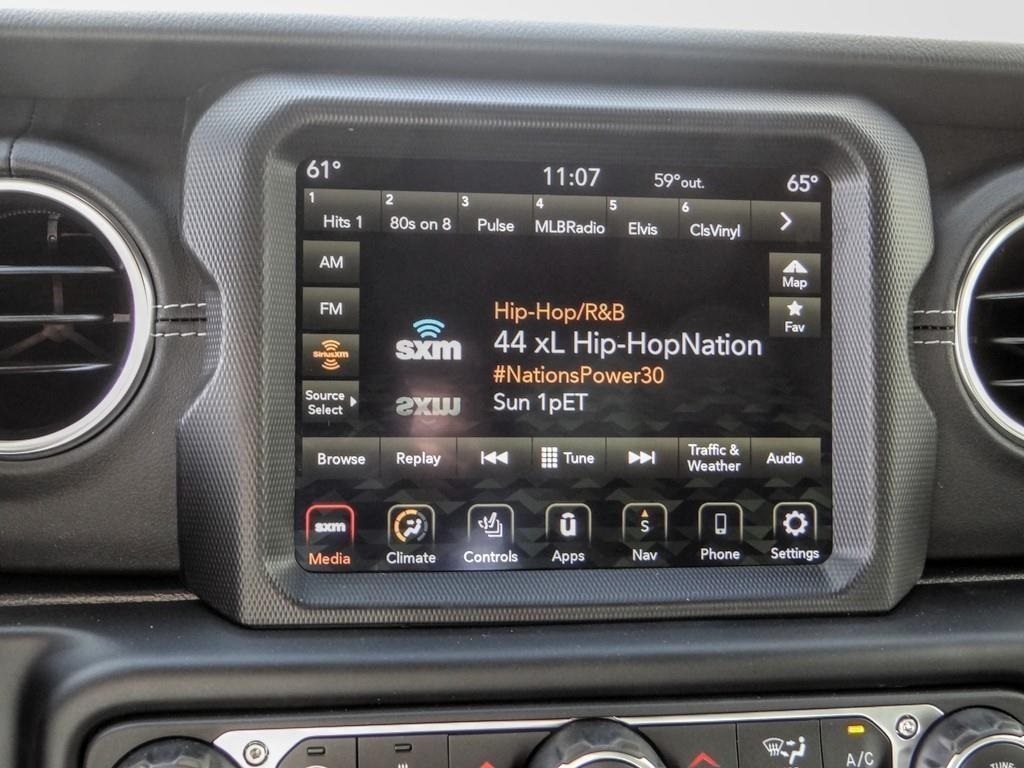 61° 11:07 59°out. 65°
1 Hits 1 2 80s on 8 3 Pulse 4 MLBRadio 5 Elvis 6 ClsVinyl
AM
Map
FM
Fav
SiriusXM
Source
Select
sxm
Hip-Hop/R&B
44 xL Hip-HopNation
#NationsPower30
Sun 1pET
Browse Replay Tune Traffic & Weather Audio
sxm ū S
Media Climate Controls Apps Nav Phone Settings
A/C
TUNE